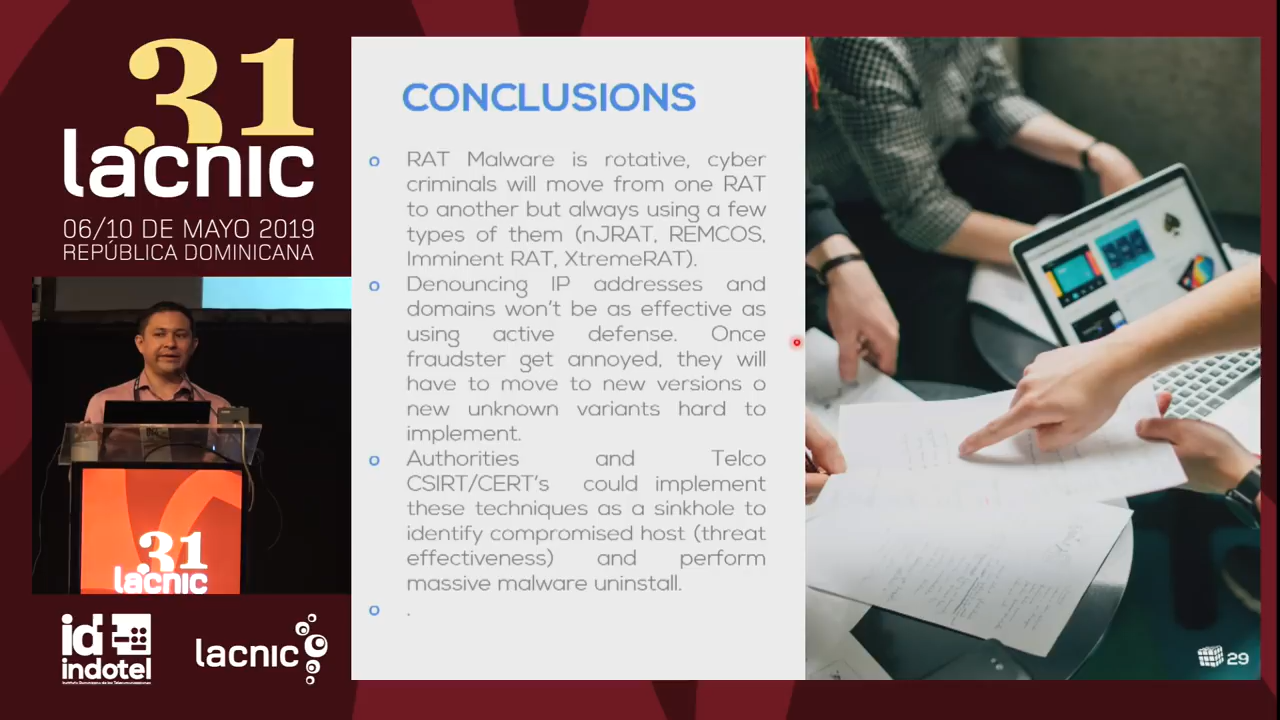 31
lacnic
06/10 DE MAYO 2019
REPÚBLICA DOMINICANA
31
lacnic
id
indotel
lacnic
CONCLUSIONS
o RAT Malware is rotative, cyber
criminals will move from one RAT
to another but always using a few
types of them (nJRAT, REMCOS,
Imminent RAT, XtremeRAT).
o Denouncing IP addresses and
domains won't be as effective as
using active defense. Once
fraudster get annoyed, they will
have to move to new versions o
new unknown variants hard to
implement.
o Authorities and Telco
CSIRT/CERT's could implement
these techniques as a sinkhole to
identify compromised host (threat
effectiveness) and perform
massive malware uninstall.
o .
29